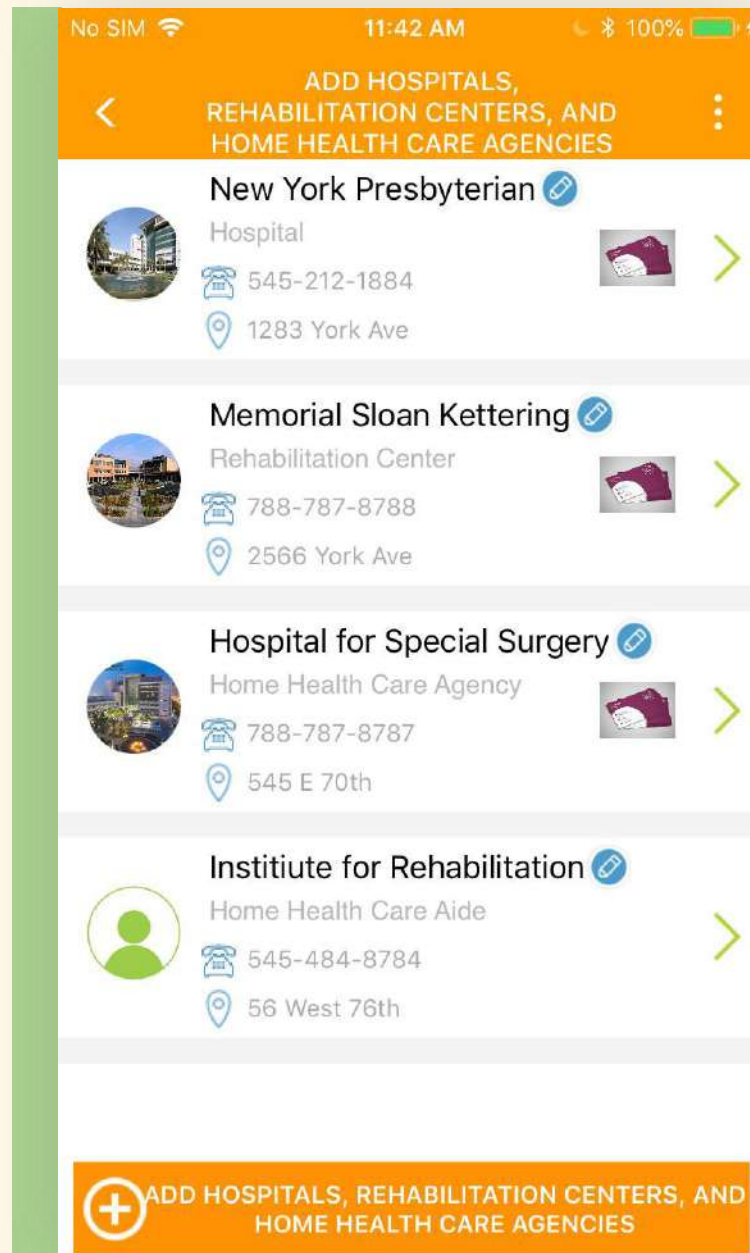 No SIM 11:42 AM 100%
ADD HOSPITALS,
REHABILITATION CENTERS, AND
HOME HEALTH CARE AGENCIES
New York Presbyterian
Hospital
545-212-1884
1283 York Ave
Memorial Sloan Kettering
Rehabilitation Center
788-787-8788
2566 York Ave
Hospital for Special Surgery
Home Health Care Agency
788-787-8787
545 E 70th
Institiute for Rehabilitation
Home Health Care Aide
545-484-8784
56 West 76th
ADD HOSPITALS, REHABILITATION CENTERS, AND
HOME HEALTH CARE AGENCIES